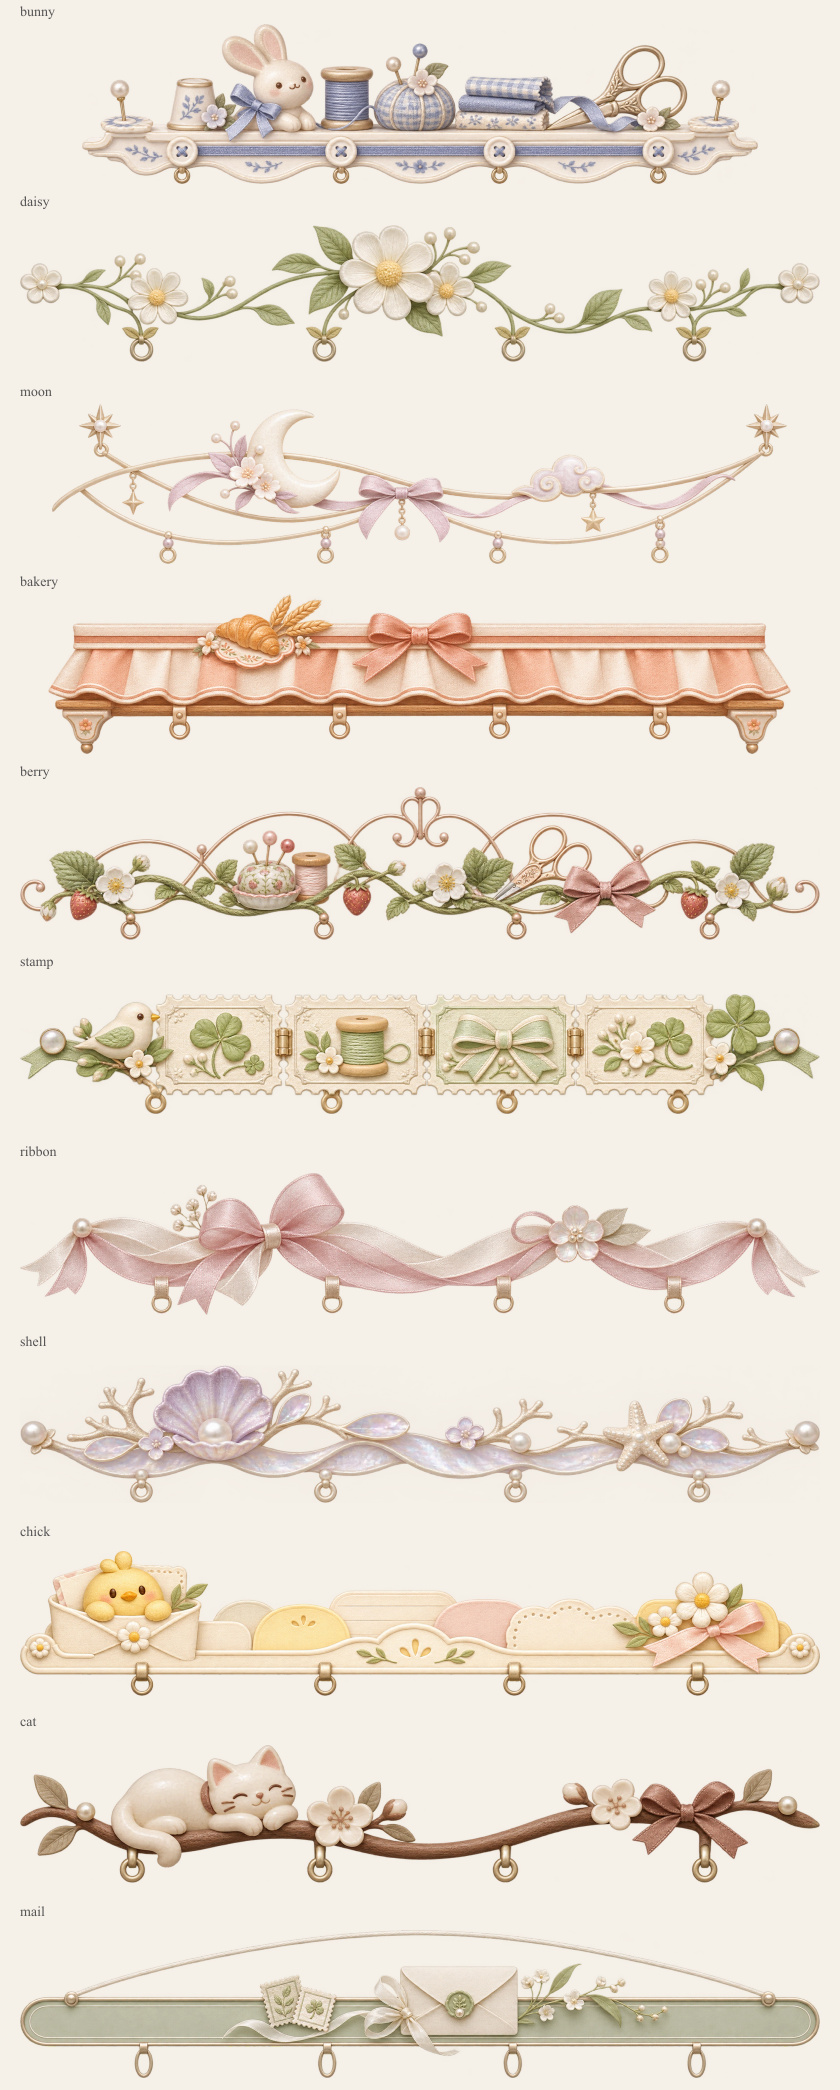 bunny
daisy
moon
bakery
berry
stamp
ribbon
shell
chick
cat
mail